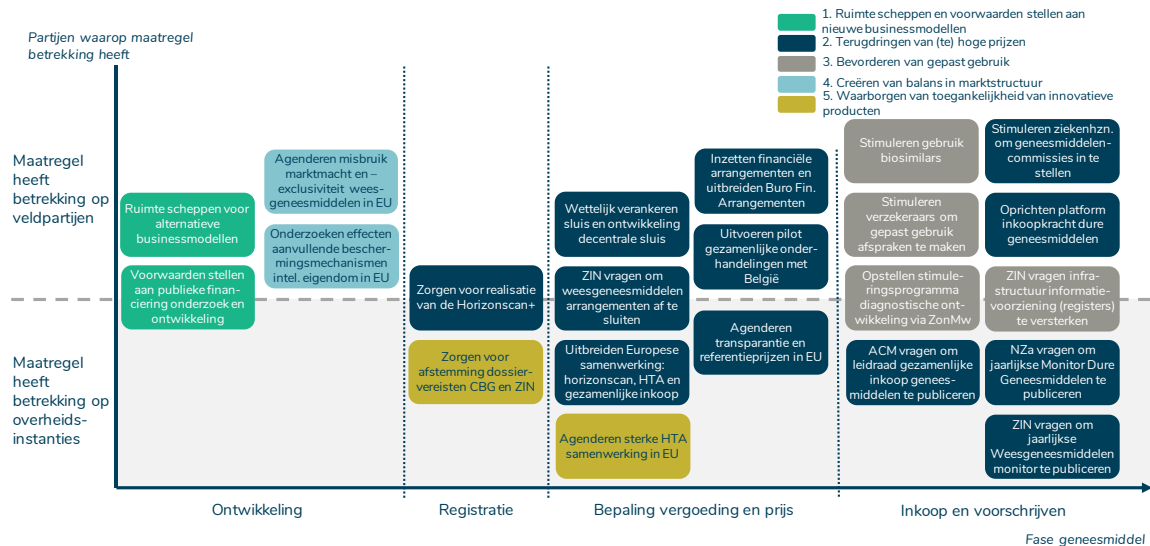 Partijen waarop maatregel
betrekking heeft
1. Ruimte scheppen en voorwaarden stellen aan
nieuwe businessmodellen
2. Terugdringen van (te) hoge prijzen
3. Bevorderen van gepast gebruik
4. Creëren van balans in marktstructuur
5. Waarborgen van toegankelijkheid van innovatieve
producten
Maatregel
heeft
betrekking op
veldpartijen
Maatregel
heeft
betrekking op
overheids-
instanties
Ruimte scheppen voor
alternatieve
businessmodellen
Voorwaarden stellen
aan publieke finan-
ciering onderzoek en
ontwikkeling
Agenderen misbruik
marktmacht en –
exclusiviteit wees-
geneesmiddelen in EU
Onderzoeken effecten
aanvullende bescher-
mingsmechanismen
intel. eigendom in EU
Zorgen voor realisatie
van de Horizonscan+
Zorgen voor
afstemming dossier-
vereisten CBG en ZIN
Wettelijk verankeren
sluis en ontwikkeling
decentrale sluis
ZIN vragen om
weesgeneesmiddelen
arrangementen af te
sluiten
Uitbreiden Europese
samenwerking:
horizonscan, HTA en
gezamenlijke inkoop
Agenderen sterke HTA
samenwerking in EU
Inzetten financiële
arrangementen en
uitbreiden Buro Fin.
Arrangementen
Uitvoeren pilot
gezamenlijke onder-
handelingen met
België
Agenderen
transparantie en
referentieprijzen in EU
Stimuleren gebruik
biosimilars
Stimuleren
verzekeraars om
gepast gebruik
afspraken te maken
Opstellen stimule-
ringsprogramma
diagnostische ont-
wikkeling via ZonMw
ACM vragen om
leidraad gezamenlijke
inkoop genees-
middelen te publiceren
Stimuleren ziekenhzn.
om geneesmiddelen-
commissies in te
stellen
Oprichten platform
inkoopkracht dure
geneesmiddelen
ZIN vragen infra-
structuur informatie-
voorziening (registers)
te versterken
NZa vragen om
jaarlijkse Monitor Dure
Geneesmiddelen te
publiceren
ZIN vragen om
jaarlijkse
Weesgeneesmiddelen
monitor te publiceren
Ontwikkeling
Registratie
Bepaling vergoeding en prijs
Inkoop en voorschrijven
Fase geneesmiddel